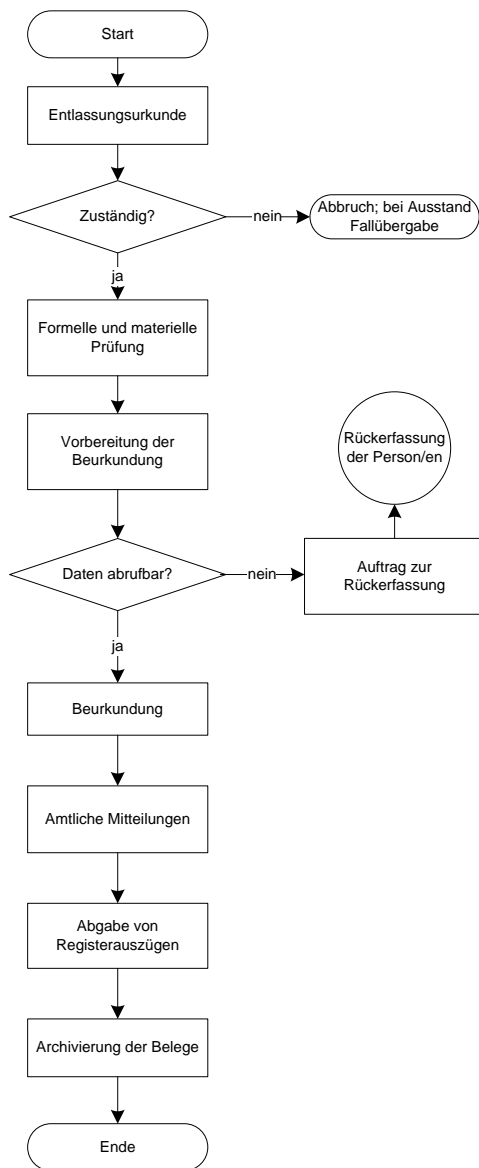 Start
Entlassungsurkunde
Zuständig?
nein
Abbruch; bei Ausstand
Fallübergabe
ja
Formelle und materielle
Prüfung
Vorbereitung der
Beurkundung
Rückerfassung
der Person/en
Daten abrufbar?
nein
Auftrag zur
Rückerfassung
ja
Beurkundung
Amtliche Mitteilungen
Abgabe von
Registerauszügen
Archivierung der Belege
Ende